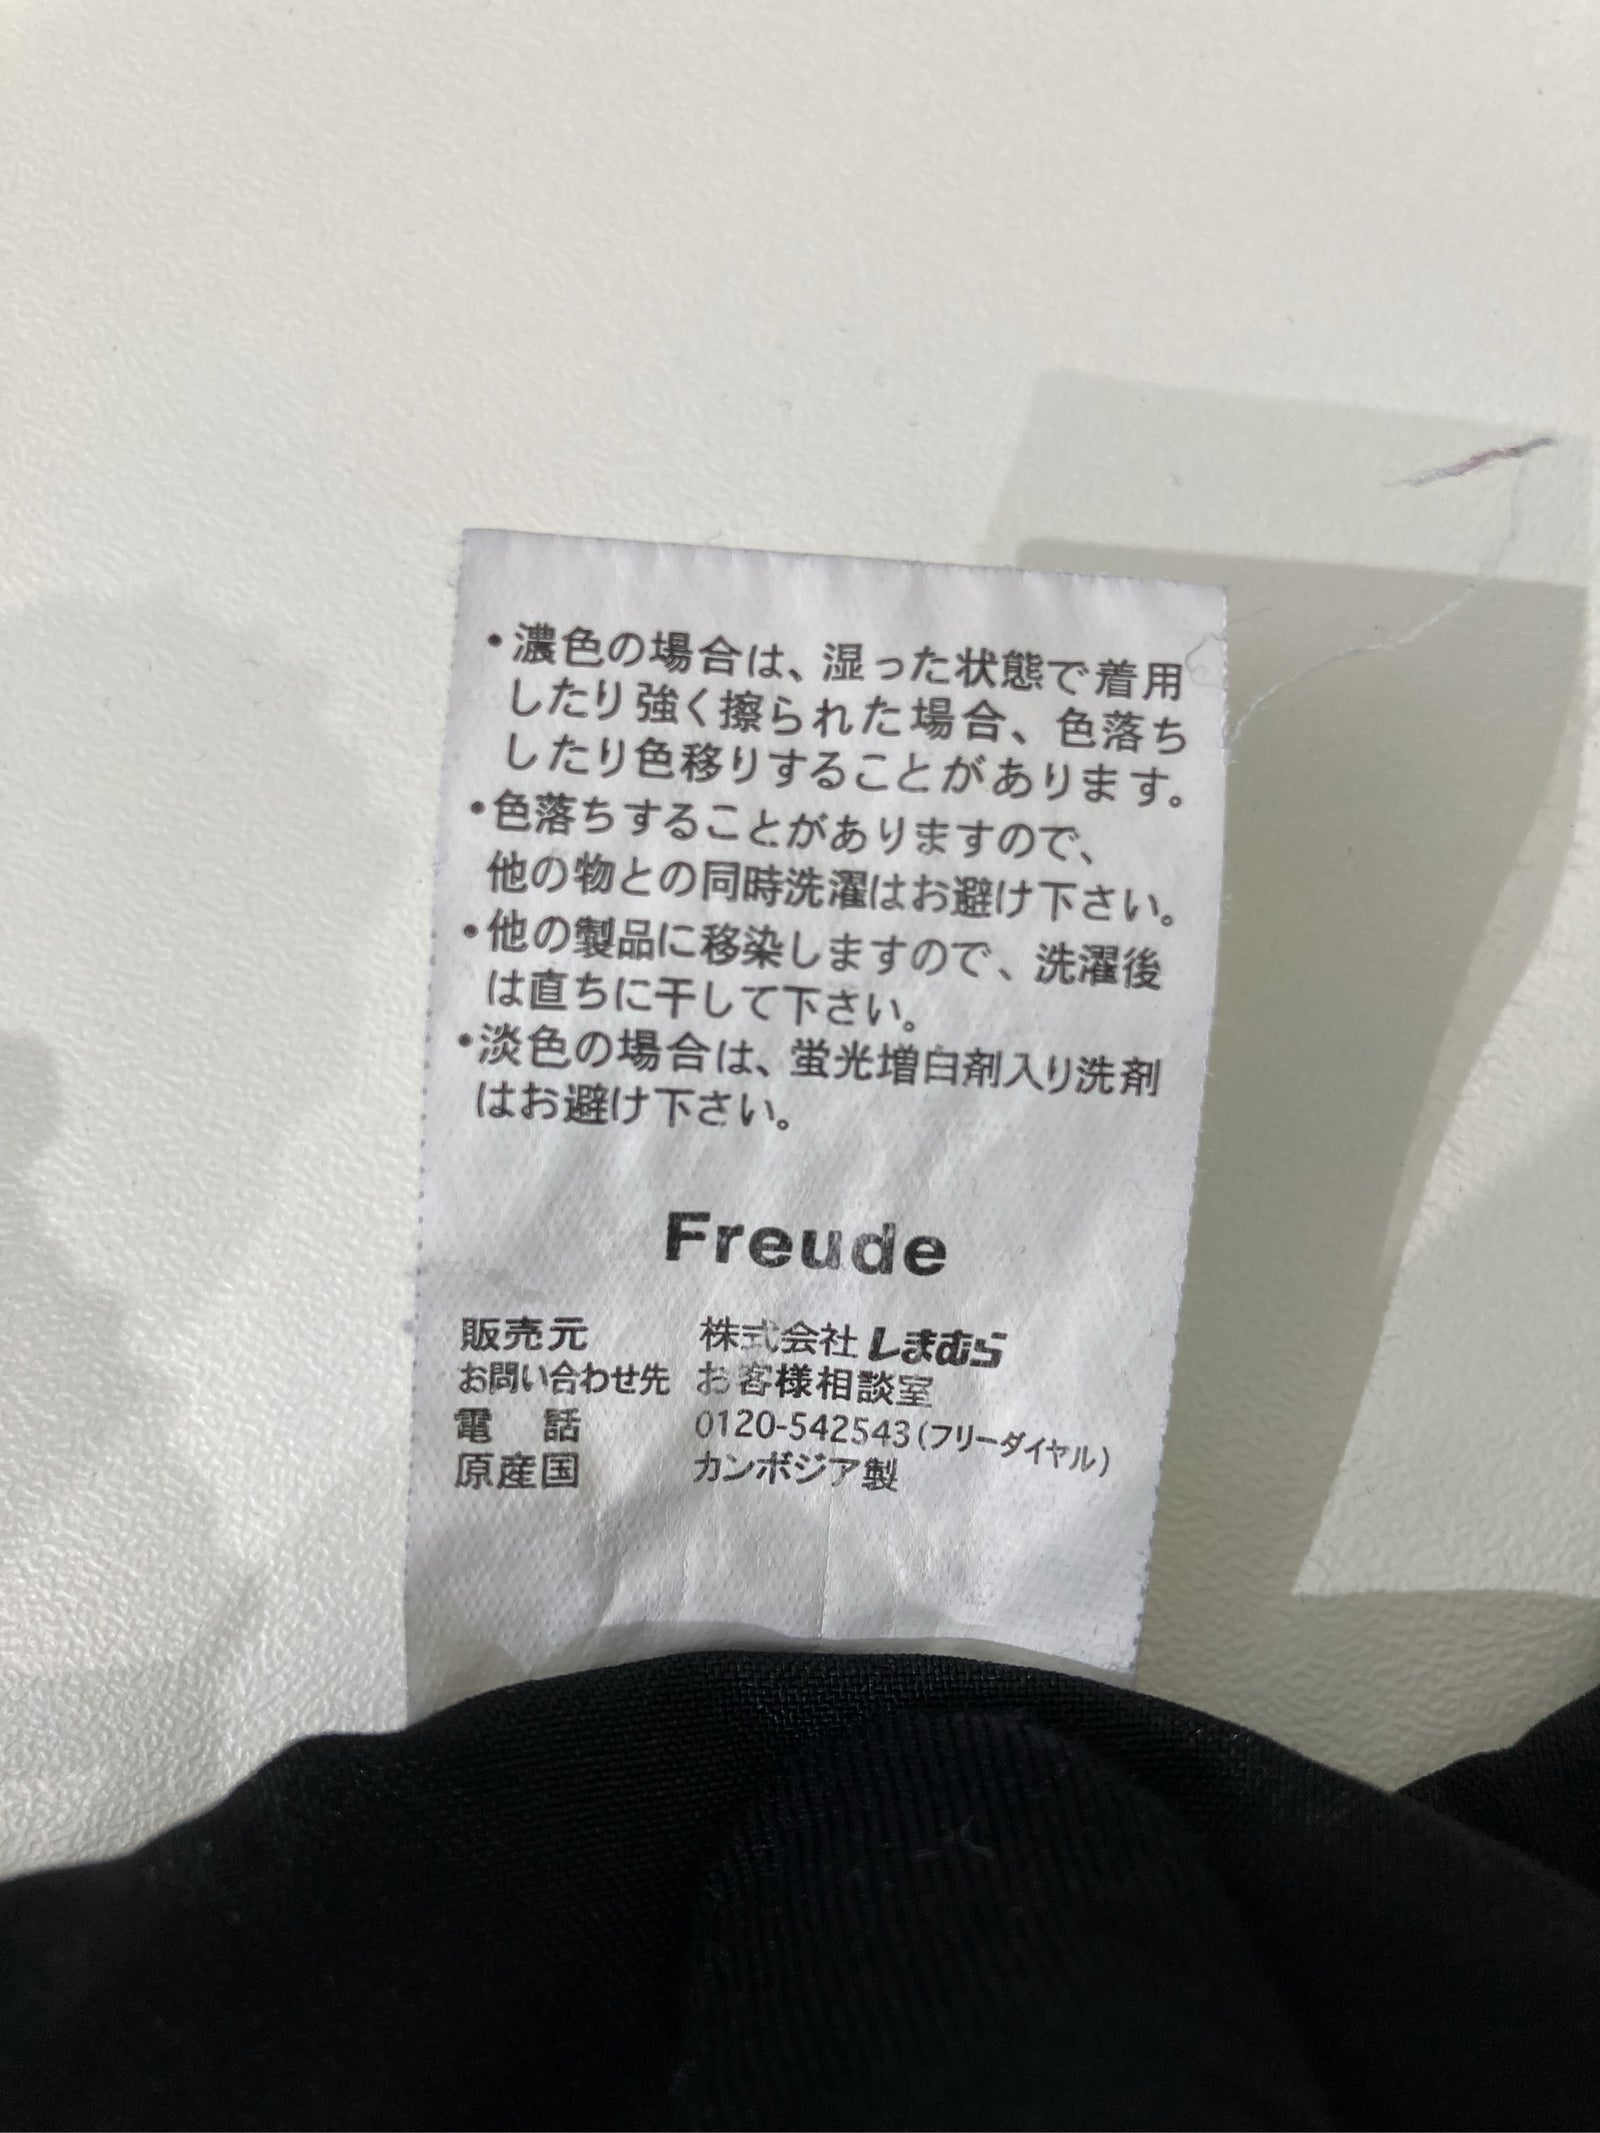 ・濃色の場合は、湿った状態で着用
したり強く擦られた場合、色落ち
したり色移りすることがあります。
・色落ちすることがありますので、
他の物との同時洗濯はお避け下さい。
・他の製品に移染しますので、洗濯後
は直ちに干して下さい。
・淡色の場合は、蛍光増白剤入り洗剤
はお避け下さい。
Freude
販売元 株式会社しまむら
お問い合わせ先 お客様相談室
電 話 0120-542543(フリーダイヤル)
原産国 カンボジア製